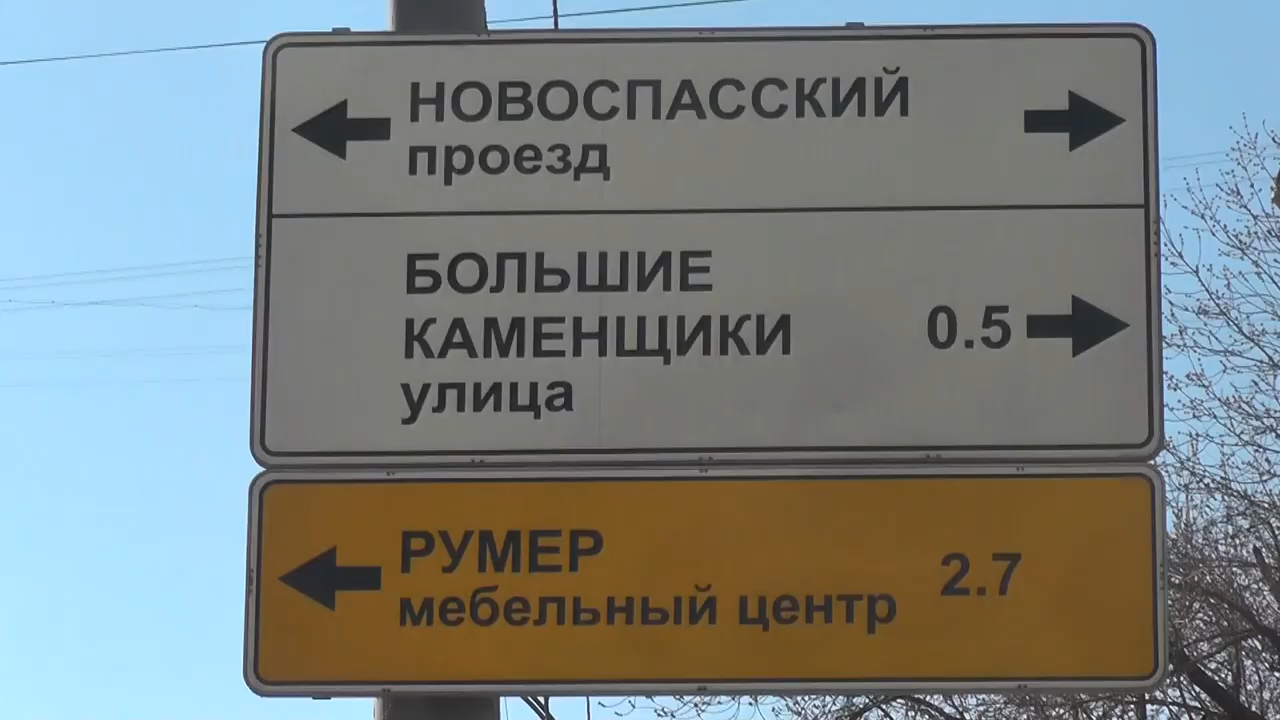 НОВОСПАССКИЙ
проезд
БОЛЬШИЕ
КАМЕНЩИКИ 0.5
улица
РУМЕР 2.7
мебельный центр